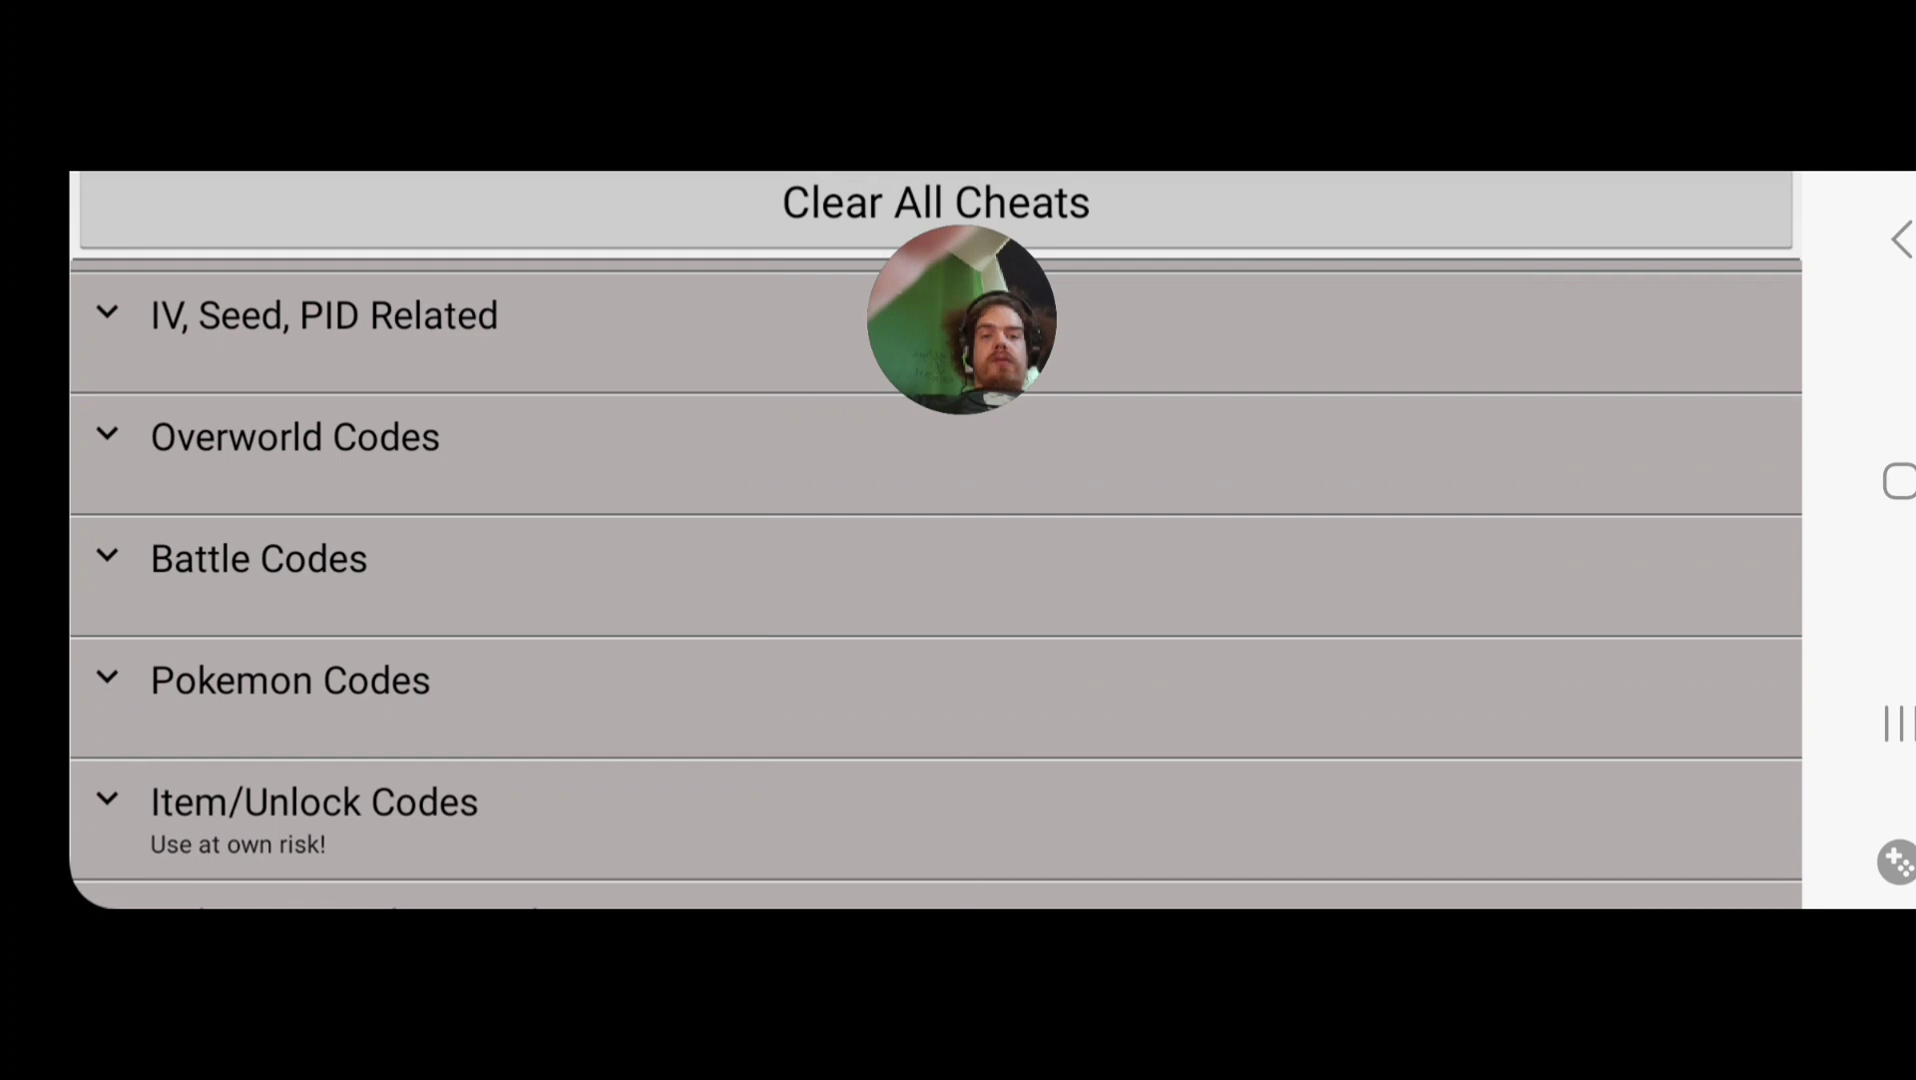 Clear All Cheats
IV, Seed, PID Related
Overworld Codes
Battle Codes
Pokemon Codes
Item/Unlock Codes
Use at own risk!